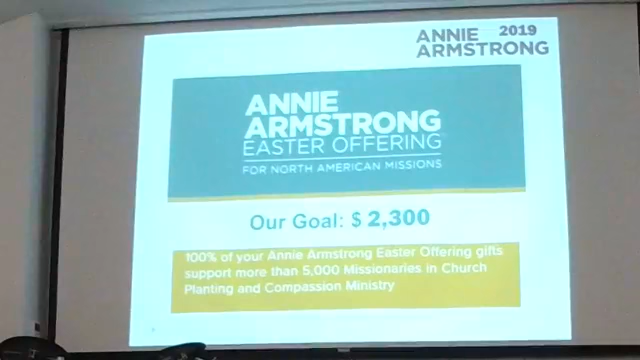 ANNIE 2019
ARMSTRONG
ANNIE
ARMSTRONG
EASTER OFFERING
FOR NORTH AMERICAN MISSIONS
Our Goal: $ 2,300
100% of your Annie Armstrong Easter Offering gifts
support more than 5,000 Missionaries in Church
Planting and Compassion Ministry